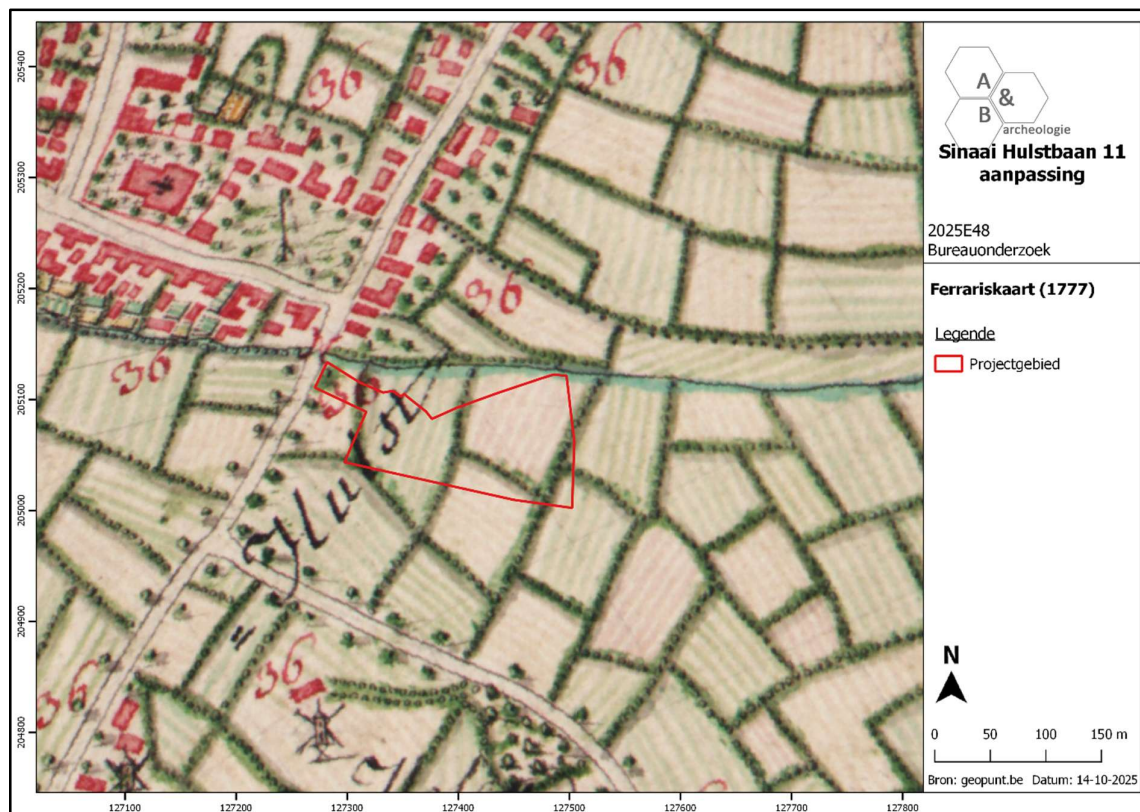 205400
205300
205200
205100
205000
204900
204800
127100
127200
127300
127400
127500
127600
127700
127800
36
36
36
36
36
36
36
Hulst
A
&
B
archeologie
Sinaai Hulstbaan 11
aanpassing
2025E48
Bureauonderzoek
Ferrariskaart (1777)
Legende
Projectgebied
N
0 50 100 150 m
Bron: geopunt.be Datum: 14-10-2025